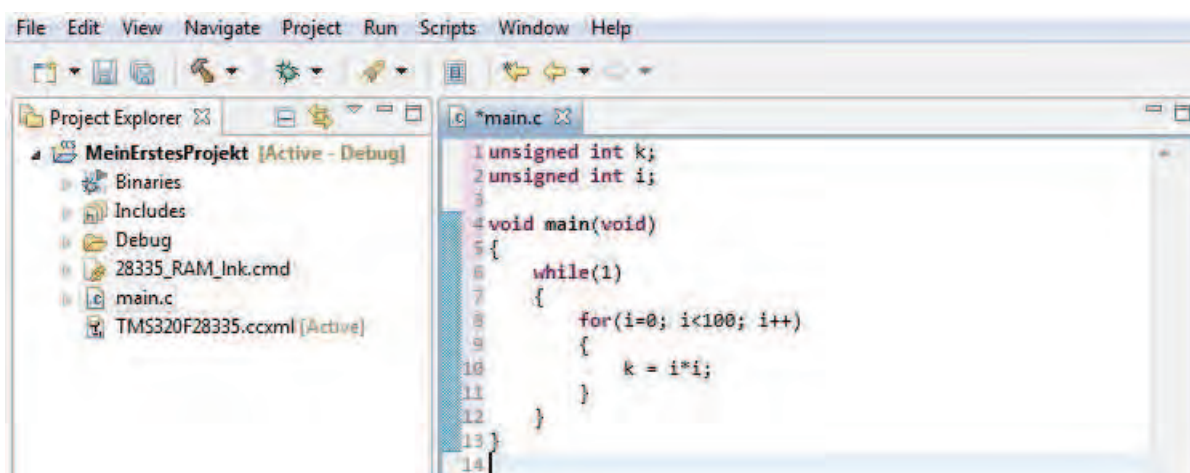 File Edit View Navigate Project Run Scripts Window Help
Project Explorer
MeinErstesProjekt [Active - Debug]
Binaries
Includes
Debug
28335_RAM_lnk.cmd
main.c
TMS320F28335.ccxml [Active]
*main.c
1 unsigned int k;
2 unsigned int i;
3
4 void main(void)
5 {
6 while(1)
7 {
8 for(i=0; i<100; i++)
9 {
10 k = i*i;
11 }
12 }
13 }
14